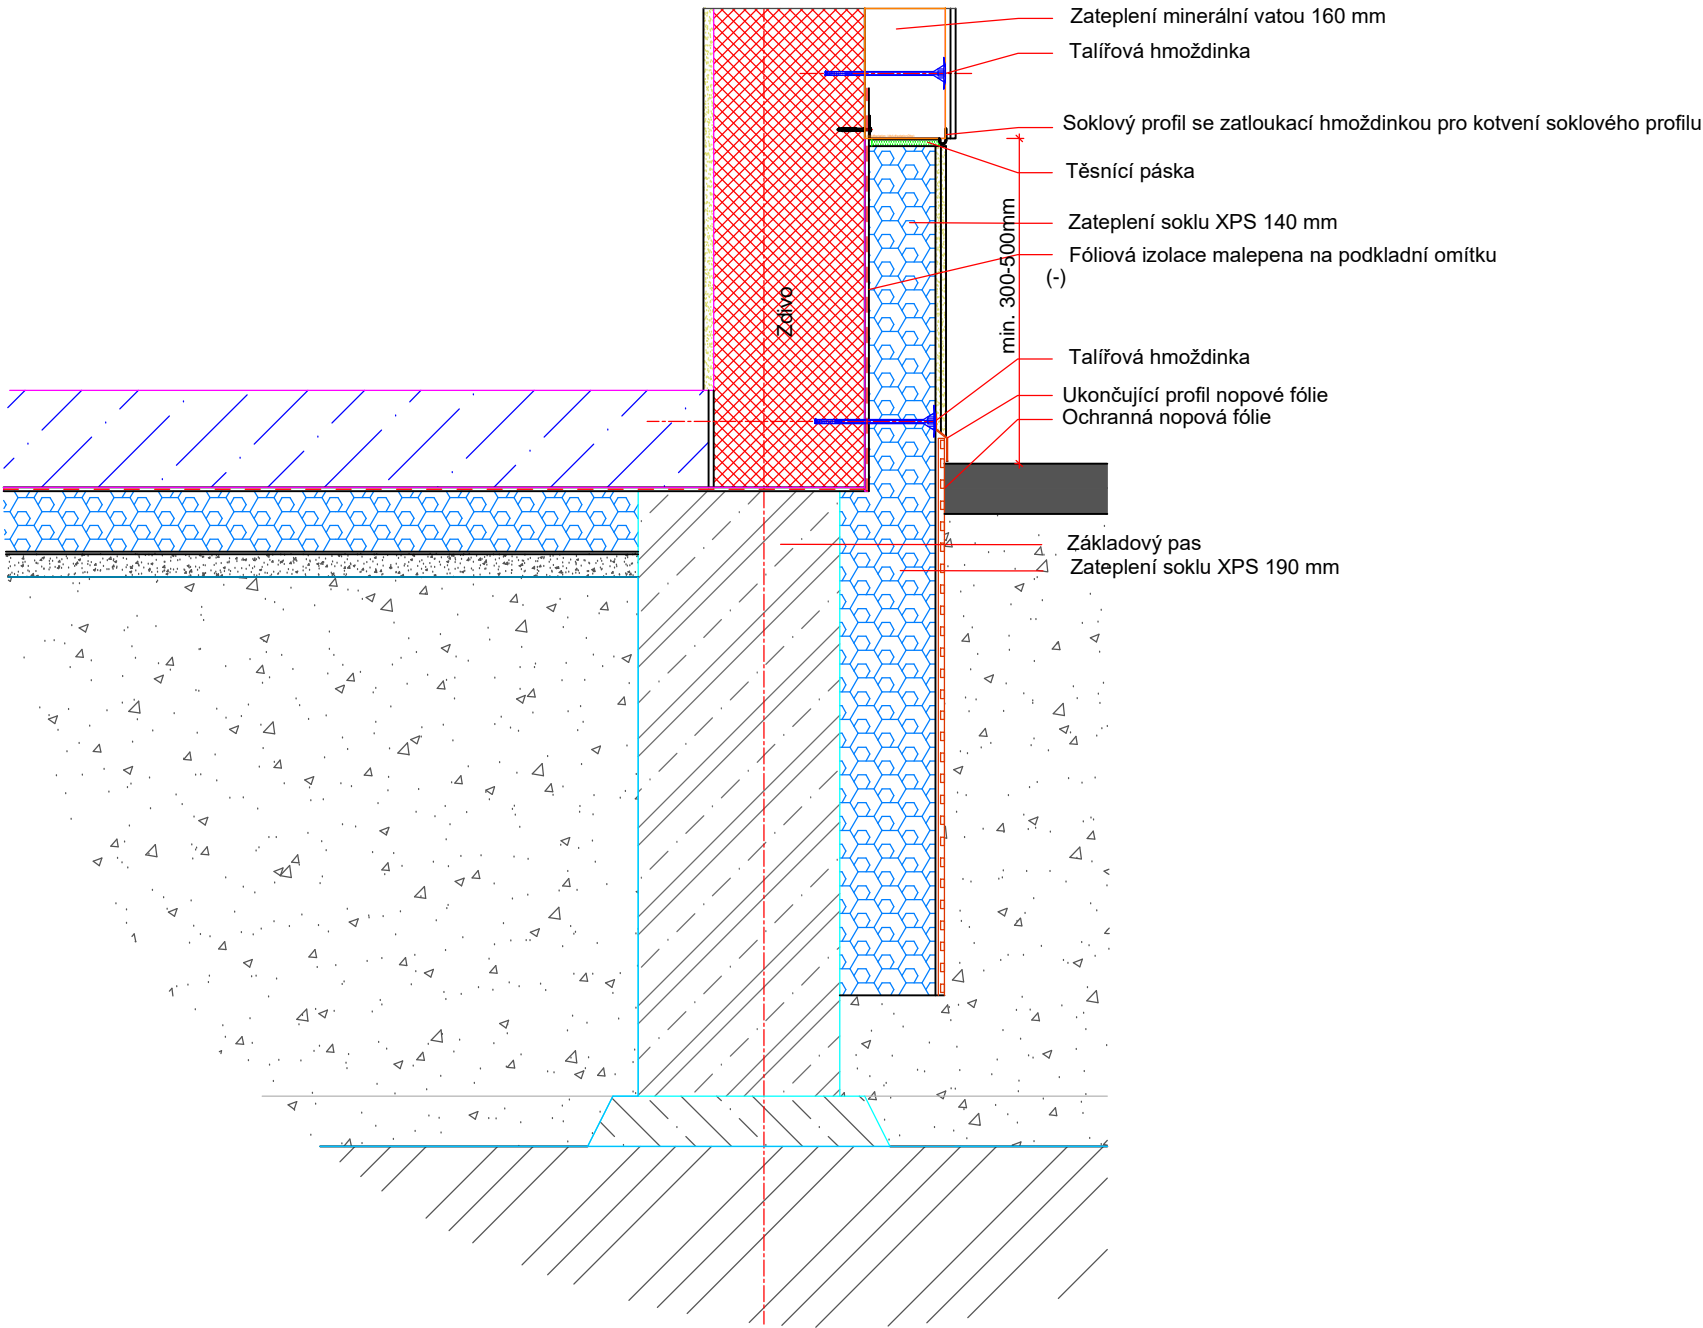 Zateplení minerální vatou 160 mm
Talířová hmoždinka
Soklový profil se zatloukací hmoždinkou pro kotvení soklového profilu
Těsnící páska
Zateplení soklu XPS 140 mm
Fóliová izolace malepena na podkladní omítku
(-)
min. 300-500mm
Zdivo
Talířová hmoždinka
Ukončující profil nopové fólie
Ochranná nopová fólie
Základový pas
Zateplení soklu XPS 190 mm